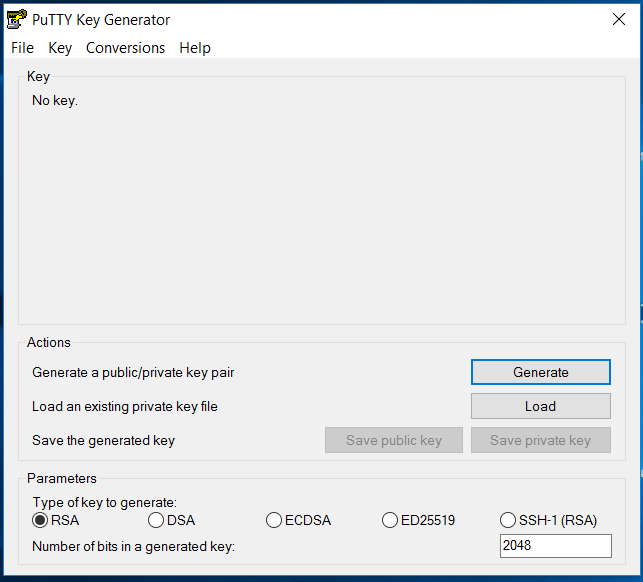 PuTTY Key Generator
File Key Conversions Help
Key
No key.
Actions
Generate a public/private key pair Generate
Load an existing private key file Load
Save the generated key Save public key Save private key
Parameters
Type of key to generate:
RSA DSA ECDSA ED25519 SSH-1 (RSA)
Number of bits in a generated key: 2048